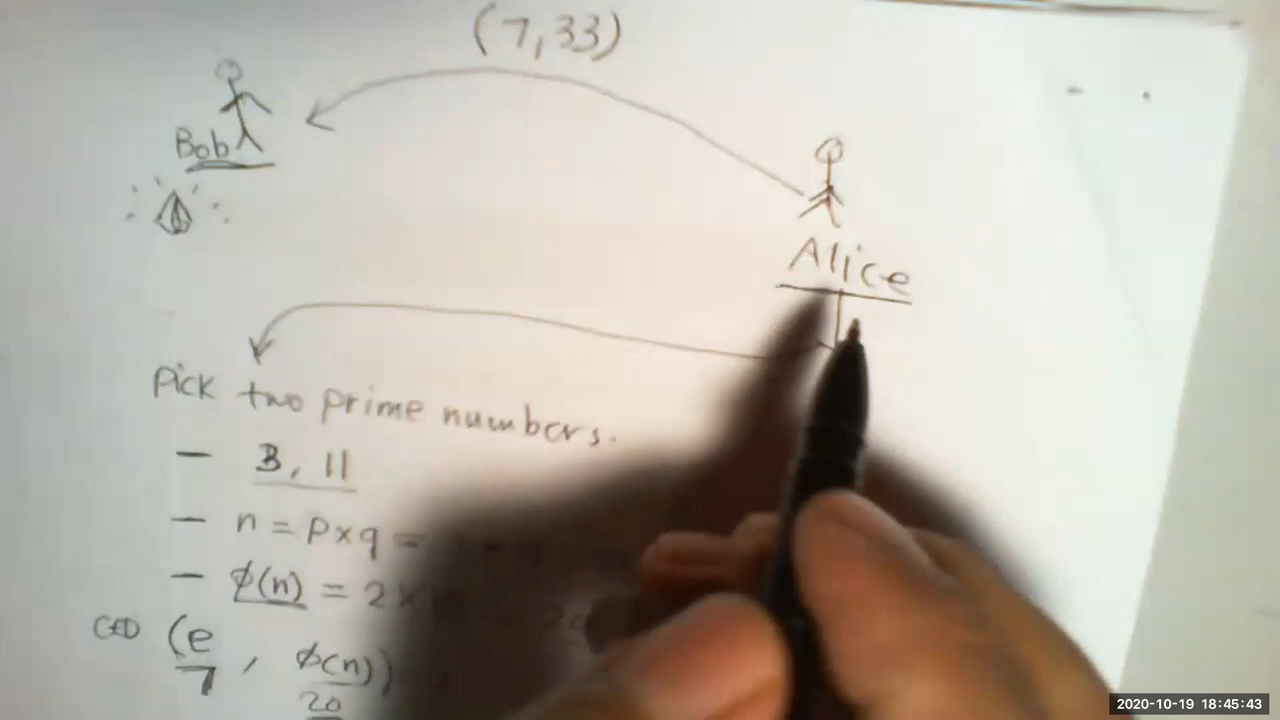 (7,33)
Bob
Alice
Pick two prime numbers.
- 3, 11
- n = p×q =
- ϕ(n) = 2×
GCD (e, ϕ(n))
7 20
2020-10-19 18:45:43